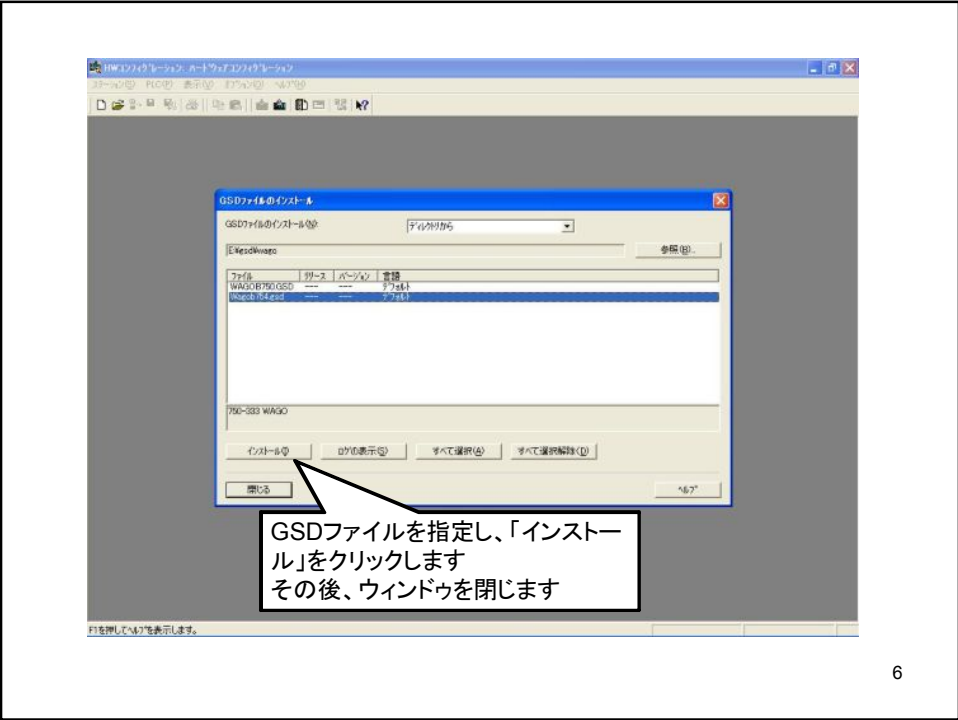 HWコンフィグレーション: ハードウェアコンフィグレーション
ステーション(S) PLC(P) 表示(V) オプション(O) ヘルプ(H)
GSDファイルのインストール
GSDファイルのインストール(N):
ディレクトリから
E:¥gsd¥wago
参照(B)..
ファイル リリース バージョン 言語
WAGOB750.GSD --- --- デフォルト
Wagob754.gsd --- --- デフォルト
750-333 WAGO
インストール(I) ログの表示(S) すべて選択(A) すべて選択解除(D)
閉じる ヘルプ
GSDファイルを指定し、「インストー
ル」をクリックします
その後、ウィンドゥを閉じます
F1を押してヘルプを表示します。
6